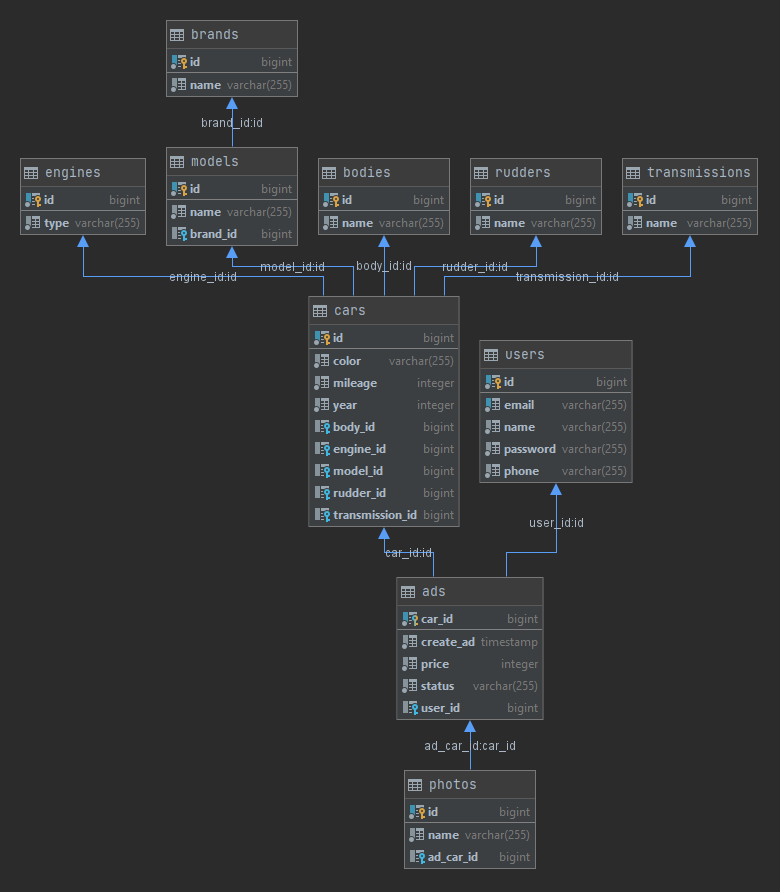 brands
id bigint
name varchar(255)
brand_id:id
engines
id bigint
type varchar(255)
models
id bigint
name varchar(255)
brand_id bigint
bodies
id bigint
name varchar(255)
rudders
id bigint
name varchar(255)
transmissions
id bigint
name varchar(255)
engine_id:id
model_id:id
body_id:id
rudder_id:id
transmission_id:id
cars
id bigint
color varchar(255)
mileage integer
year integer
body_id bigint
engine_id bigint
model_id bigint
rudder_id bigint
transmission_id bigint
users
id bigint
email varchar(255)
name varchar(255)
password varchar(255)
phone varchar(255)
user_id:id
car_id:id
ads
car_id bigint
create_ad timestamp
price integer
status varchar(255)
user_id bigint
ad_car_id:car_id
photos
id bigint
name varchar(255)
ad_car_id bigint